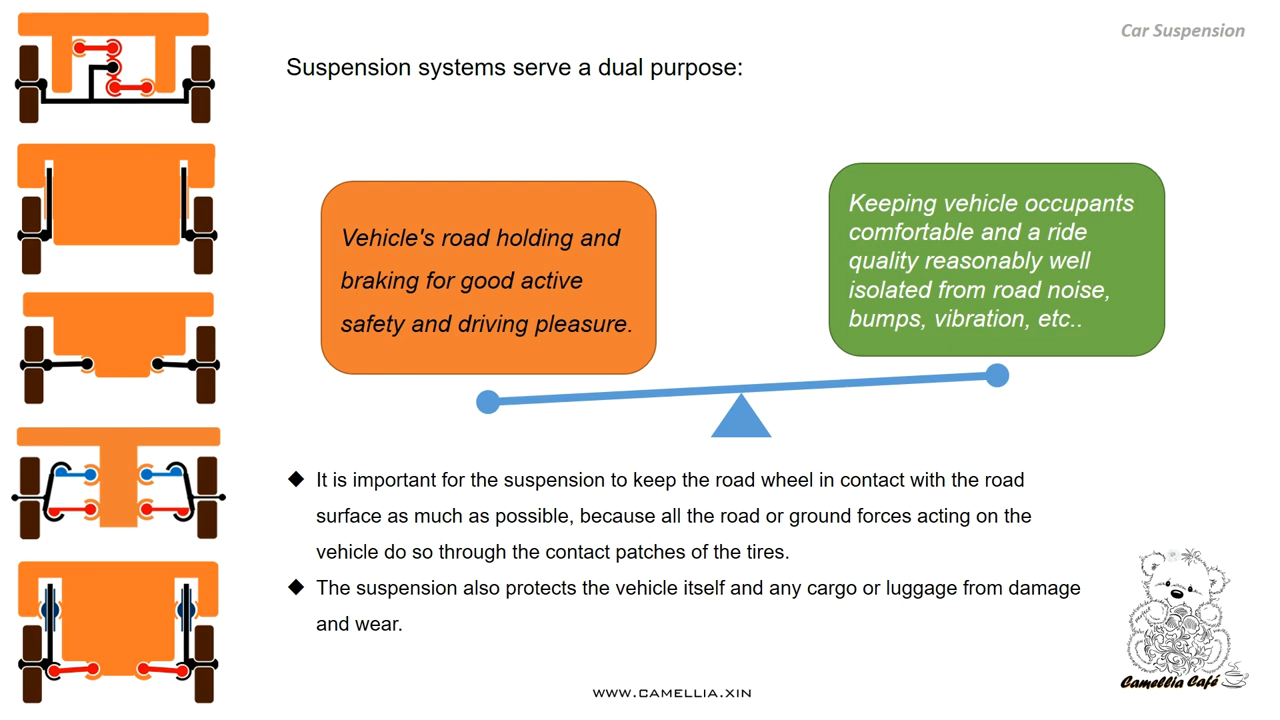 Car Suspension
Suspension systems serve a dual purpose:
Vehicle's road holding and
braking for good active
safety and driving pleasure.
Keeping vehicle occupants
comfortable and a ride
quality reasonably well
isolated from road noise,
bumps, vibration, etc..
◆ It is important for the suspension to keep the road wheel in contact with the road
surface as much as possible, because all the road or ground forces acting on the
vehicle do so through the contact patches of the tires.
◆ The suspension also protects the vehicle itself and any cargo or luggage from damage
and wear.
Camellia Café
WWW.CAMELLIA.XIN